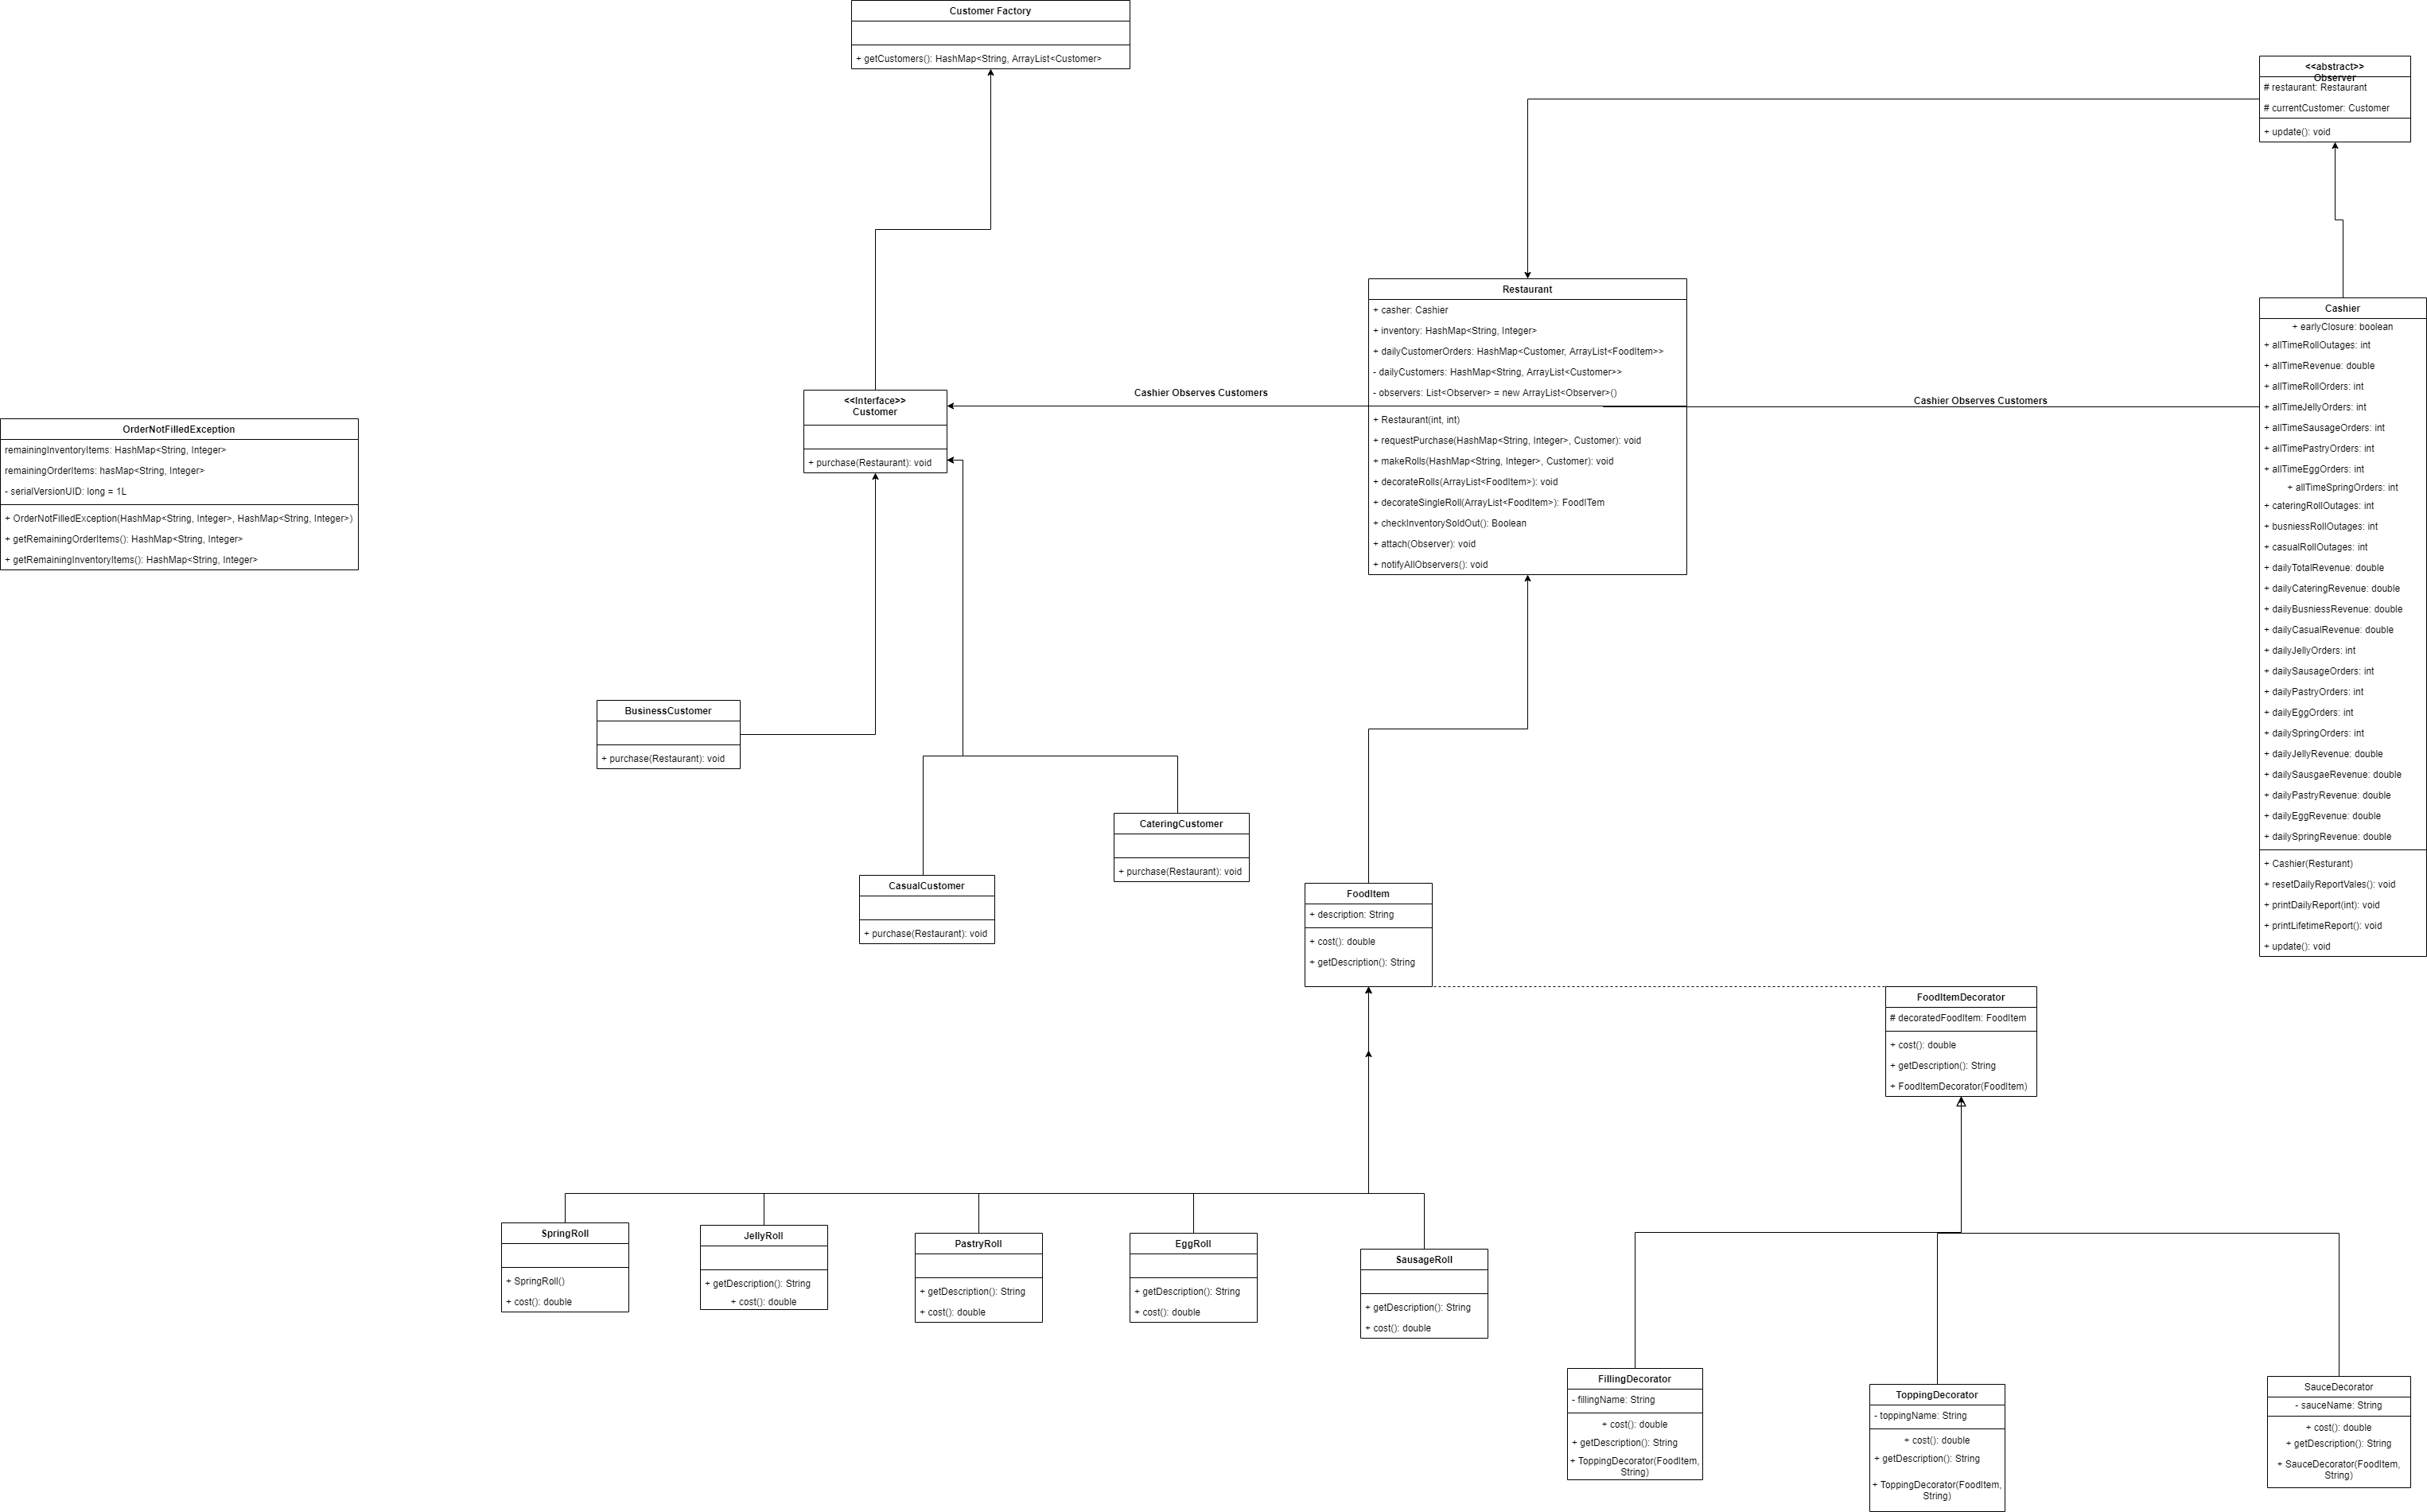 Customer Factory
+ getCustomers(): HashMap<String, ArrayList<Customer>
<<abstract>>
Observer
# restaurant: Restaurant
# currentCustomer: Customer
+ update(): void
Restaurant
+ casher: Cashier
+ inventory: HashMap<String, Integer>
+ dailyCustomerOrders: HashMap<Customer, ArrayList<FoodItem>>
- dailyCustomers: HashMap<String, ArrayList<Customer>>
- observers: List<Observer> = new ArrayList<Observer>()
+ Restaurant(int, int)
+ requestPurchase(HashMap<String, Integer>, Customer): void
+ makeRolls(HashMap<String, Integer>, Customer): void
+ decorateRolls(ArrayList<FoodItem>): void
+ decorateSingleRoll(ArrayList<FoodItem>): FoodITem
+ checkInventorySoldOut(): Boolean
+ attach(Observer): void
+ notifyAllObservers(): void
Cashier
+ earlyClosure: boolean
+ allTimeRollOutages: int
+ allTimeRevenue: double
+ allTimeRollOrders: int
+ allTimeJellyOrders: int
+ allTimeSausageOrders: int
+ allTimePastryOrders: int
+ allTimeEggOrders: int
+ allTimeSpringOrders: int
+ cateringRollOutages: int
+ busniessRollOutages: int
+ casualRollOutages: int
+ dailyTotalRevenue: double
+ dailyCateringRevenue: double
+ dailyBusniessRevenue: double
+ dailyCasualRevenue: double
+ dailyJellyOrders: int
+ dailySausageOrders: int
+ dailyPastryOrders: int
+ dailyEggOrders: int
+ dailySpringOrders: int
+ dailyJellyRevenue: double
+ dailySausgaeRevenue: double
+ dailyPastryRevenue: double
+ dailyEggRevenue: double
+ dailySpringRevenue: double
+ Cashier(Resturant)
+ resetDailyReportVales(): void
+ printDailyReport(int): void
+ printLifetimeReport(): void
+ update(): void
Cashier Observes Customers
Cashier Observes Customers
<<Interface>>
Customer
+ purchase(Restaurant): void
OrderNotFilledException
remainingInventoryItems: HashMap<String, Integer>
remainingOrderItems: hasMap<String, Integer>
- serialVersionUID: long = 1L
+ OrderNotFilledException(HashMap<String, Integer>, HashMap<String, Integer>)
+ getRemainingOrderItems(): HashMap<String, Integer>
+ getRemainingInventoryItems(): HashMap<String, Integer>
BusinessCustomer
+ purchase(Restaurant): void
CateringCustomer
+ purchase(Restaurant): void
CasualCustomer
+ purchase(Restaurant): void
FoodItem
+ description: String
+ cost(): double
+ getDescription(): String
FoodItemDecorator
# decoratedFoodItem: FoodItem
+ cost(): double
+ getDescription(): String
+ FoodItemDecorator(FoodItem)
SpringRoll
+ SpringRoll()
+ cost(): double
JellyRoll
+ getDescription(): String
+ cost(): double
PastryRoll
+ getDescription(): String
+ cost(): double
EggRoll
+ getDescription(): String
+ cost(): double
SausageRoll
+ getDescription(): String
+ cost(): double
FillingDecorator
- fillingName: String
+ cost(): double
+ getDescription(): String
+ ToppingDecorator(FoodItem,
String)
ToppingDecorator
- toppingName: String
+ cost(): double
+ getDescription(): String
+ ToppingDecorator(FoodItem,
String)
SauceDecorator
- sauceName: String
+ cost(): double
+ getDescription(): String
+ SauceDecorator(FoodItem,
String)